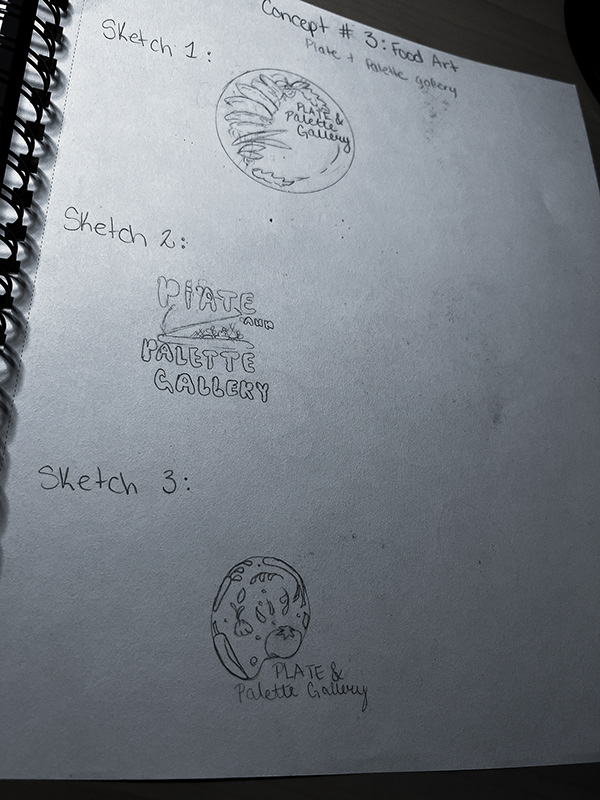 Concept # 3: Food Art
Plate + Palette gallery
Sketch 1:
PLATE &
Palette
Gallery
Sketch 2:
PlATE
AND
PALETTE
GALLERY
Sketch 3:
PLATE &
Palette Gallery